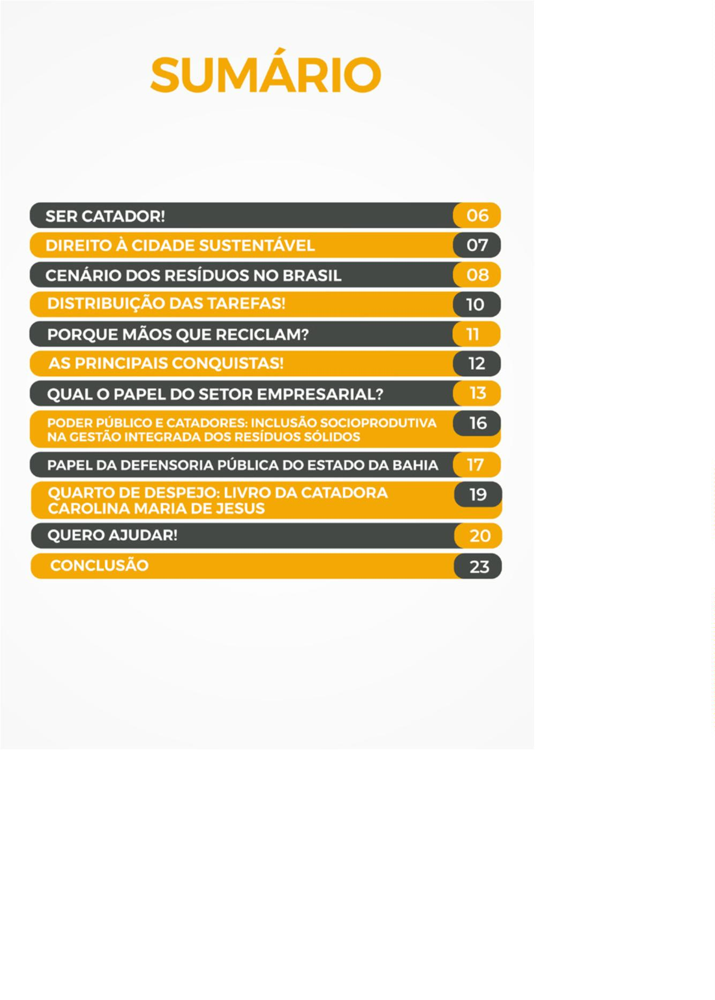 SUMÁRIO
SER CATADOR! 06
DIREITO À CIDADE SUSTENTÁVEL 07
CENÁRIO DOS RESÍDUOS NO BRASIL 08
DISTRIBUIÇÃO DAS TAREFAS! 10
PORQUE MÃOS QUE RECICLAM? 11
AS PRINCIPAIS CONQUISTAS! 12
QUAL O PAPEL DO SETOR EMPRESARIAL? 13
PODER PÚBLICO E CATADORES: INCLUSÃO SOCIOPRODUTIVA 16
NA GESTÃO INTEGRADA DOS RESÍDUOS SÓLIDOS
PAPEL DA DEFENSORIA PÚBLICA DO ESTADO DA BAHIA 17
QUARTO DE DESPEJO: LIVRO DA CATADORA 19
CAROLINA MARIA DE JESUS
QUERO AJUDAR! 20
CONCLUSÃO 23